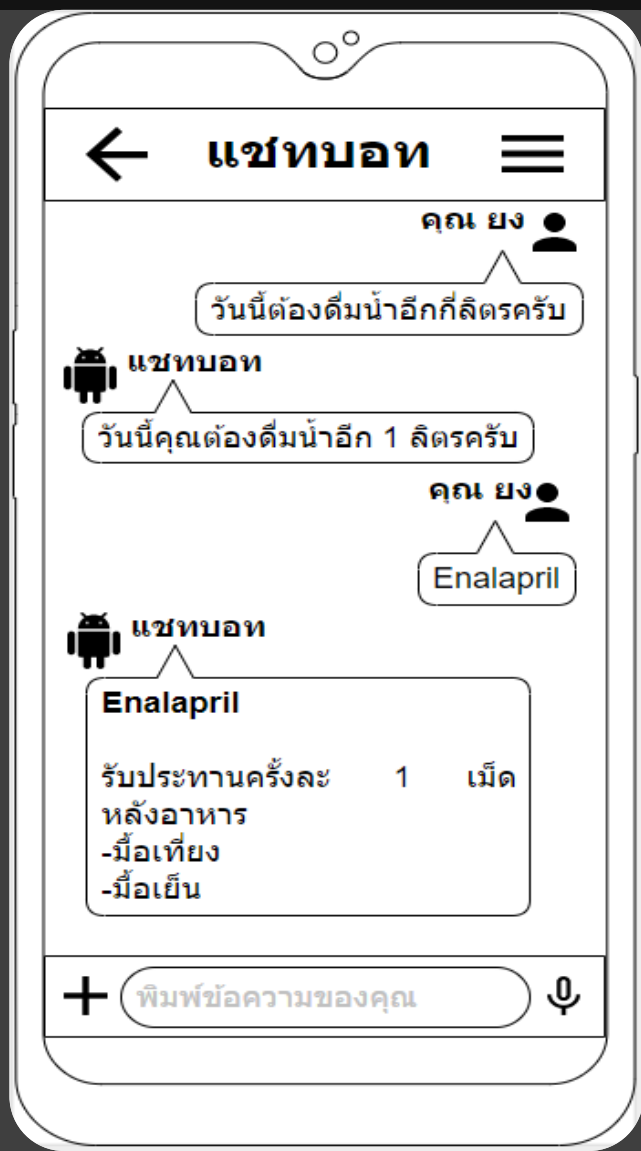 แชทบอท
คุณ ยง
วันนี้ต้องดื่มน้ำอีกกี่ลิตรครับ
แชทบอท
วันนี้คุณต้องดื่มน้ำอีก 1 ลิตรครับ
คุณ ยง
Enalapril
แชทบอท
Enalapril
รับประทานครั้งละ 1 เม็ด
หลังอาหาร
-มื้อเที่ยง
-มื้อเย็น
พิมพ์ข้อความของคุณ